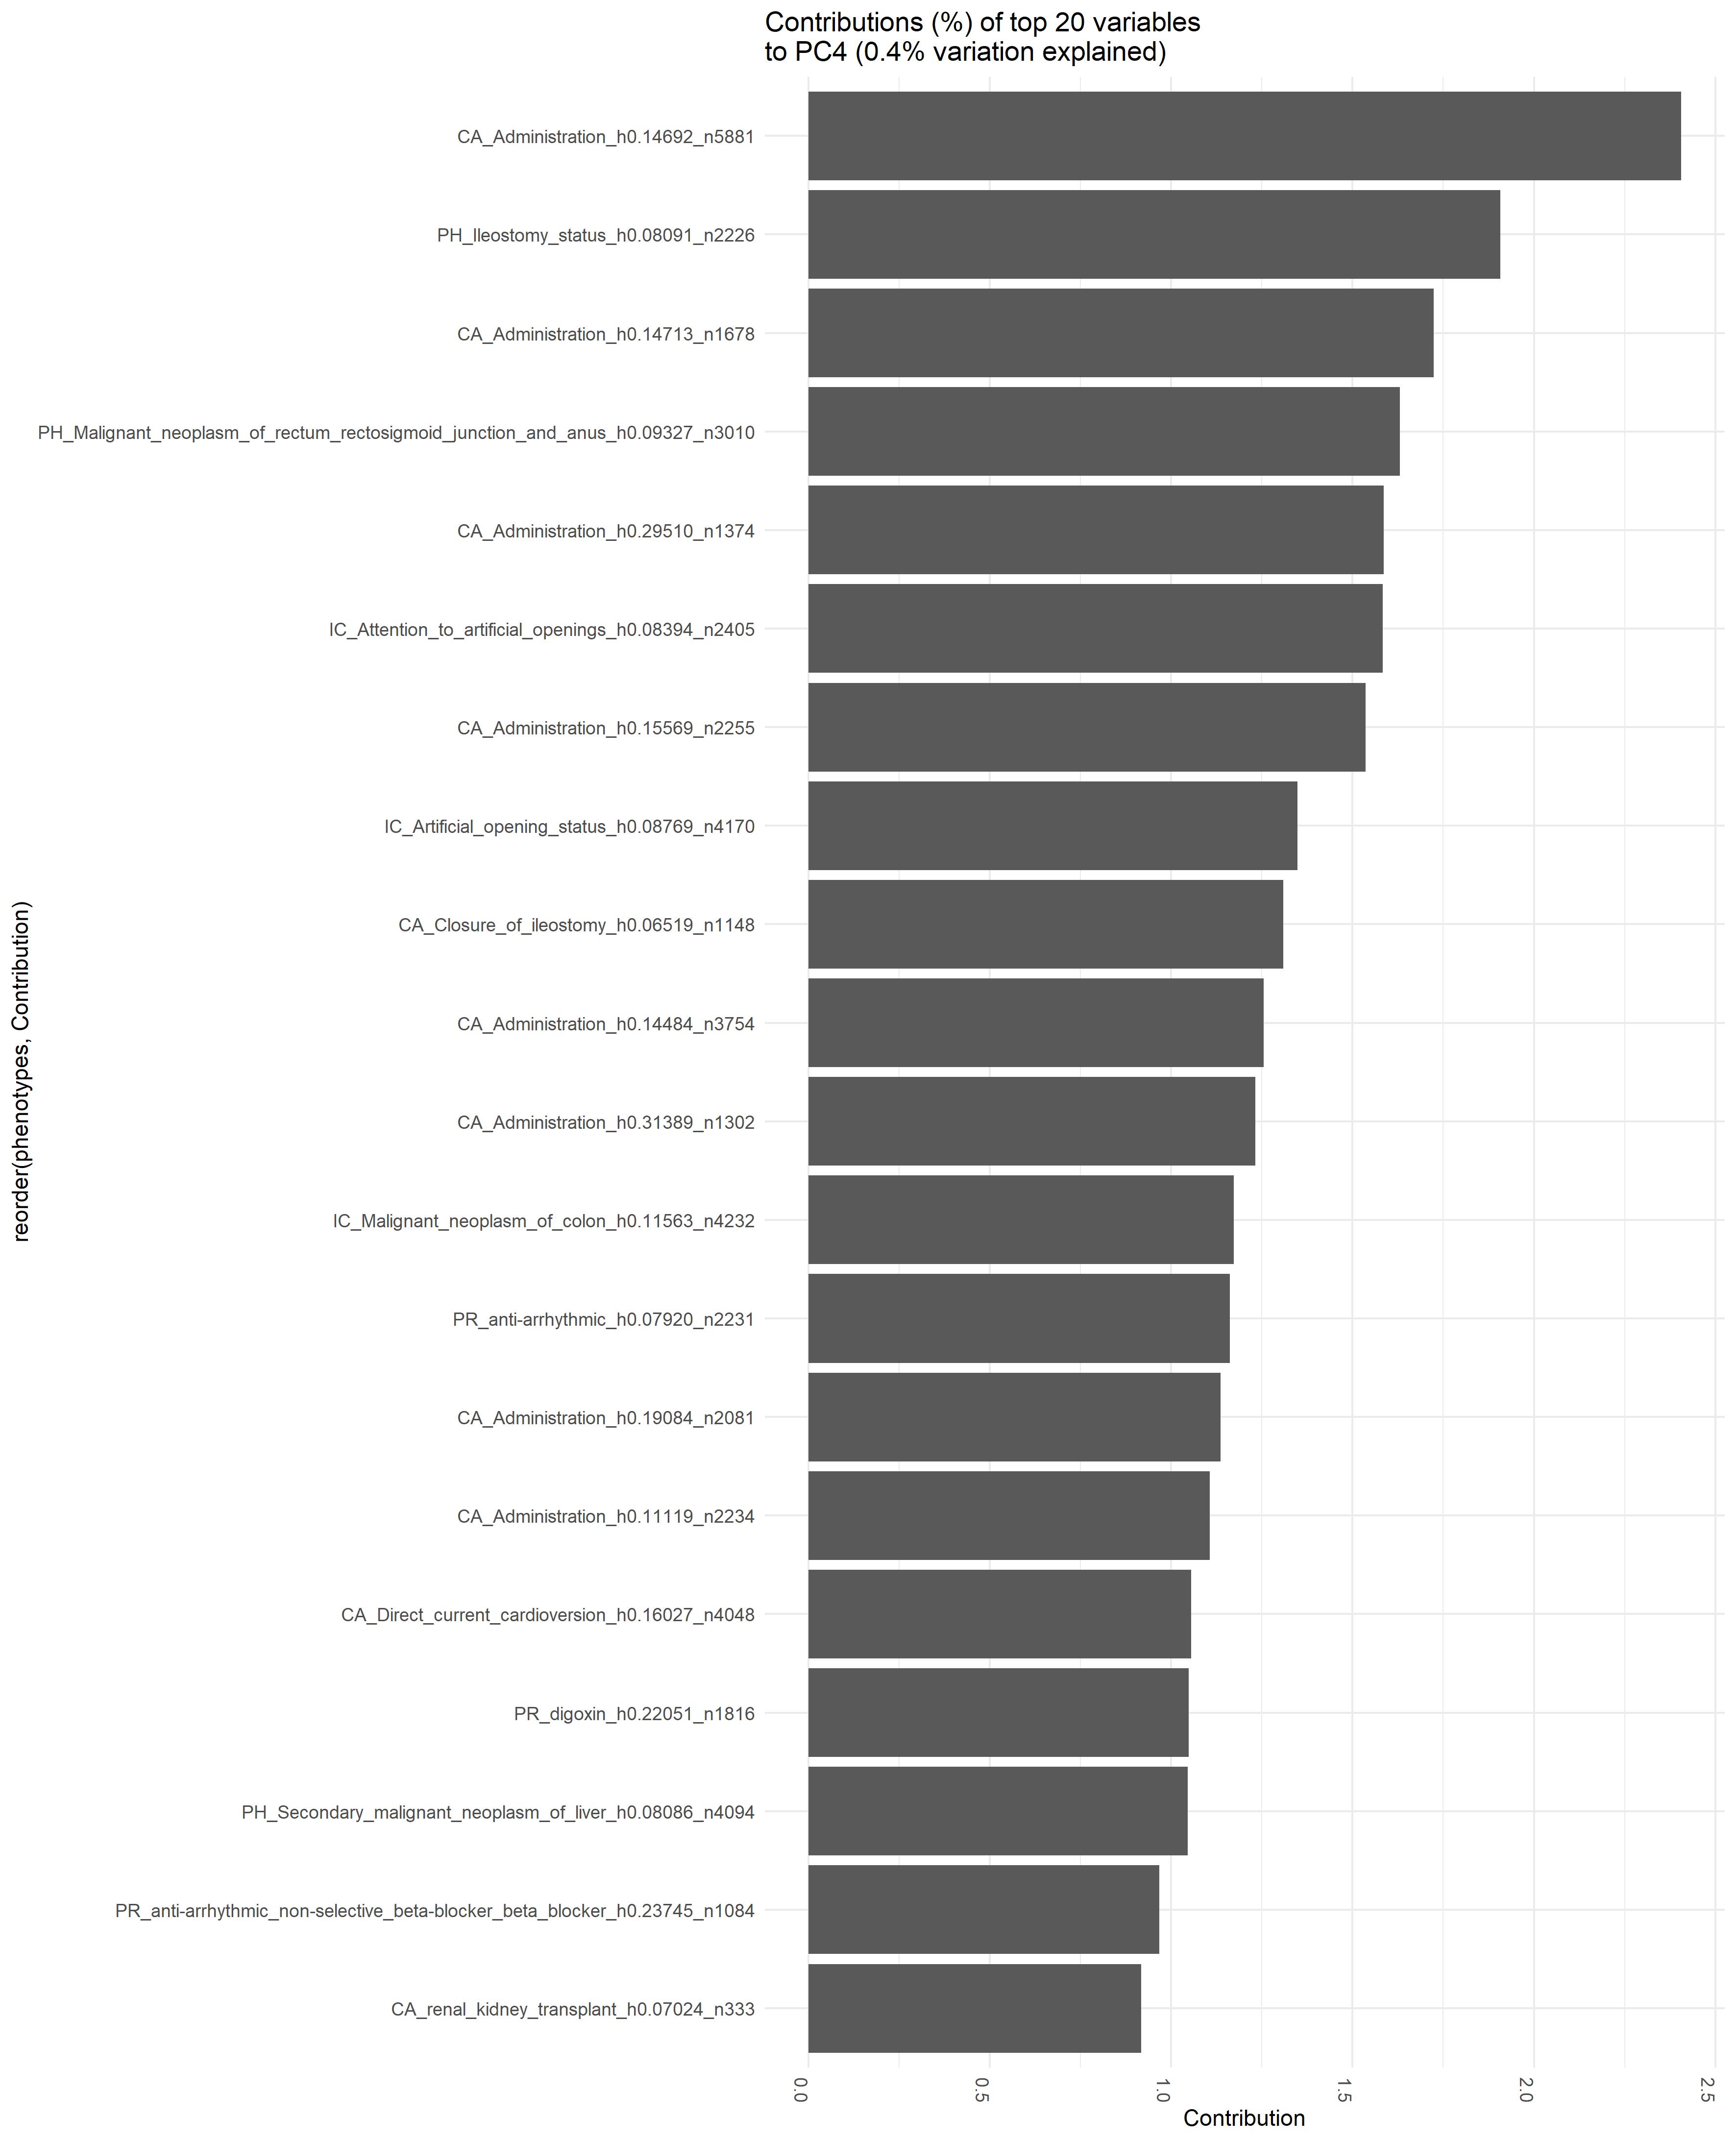 Contributions (%) of top 20 variables
to PC4 (0.4% variation explained)
CA_Administration_h0.14692_n5881
PH_Ileostomy_status_h0.08091_n2226
CA_Administration_h0.14713_n1678
PH_Malignant_neoplasm_of_rectum_rectosigmoid_junction_and_anus_h0.09327_n3010
CA_Administration_h0.29510_n1374
IC_Attention_to_artificial_openings_h0.08394_n2405
CA_Administration_h0.15569_n2255
IC_Artificial_opening_status_h0.08769_n4170
CA_Closure_of_ileostomy_h0.06519_n1148
CA_Administration_h0.14484_n3754
CA_Administration_h0.31389_n1302
IC_Malignant_neoplasm_of_colon_h0.11563_n4232
PR_anti-arrhythmic_h0.07920_n2231
CA_Administration_h0.19084_n2081
CA_Administration_h0.11119_n2234
CA_Direct_current_cardioversion_h0.16027_n4048
PR_digoxin_h0.22051_n1816
PH_Secondary_malignant_neoplasm_of_liver_h0.08086_n4094
PR_anti-arrhythmic_non-selective_beta-blocker_beta_blocker_h0.23745_n1084
CA_renal_kidney_transplant_h0.07024_n333
reorder(phenotypes, Contribution)
0.0
0.5
1.0
1.5
2.0
2.5
Contribution